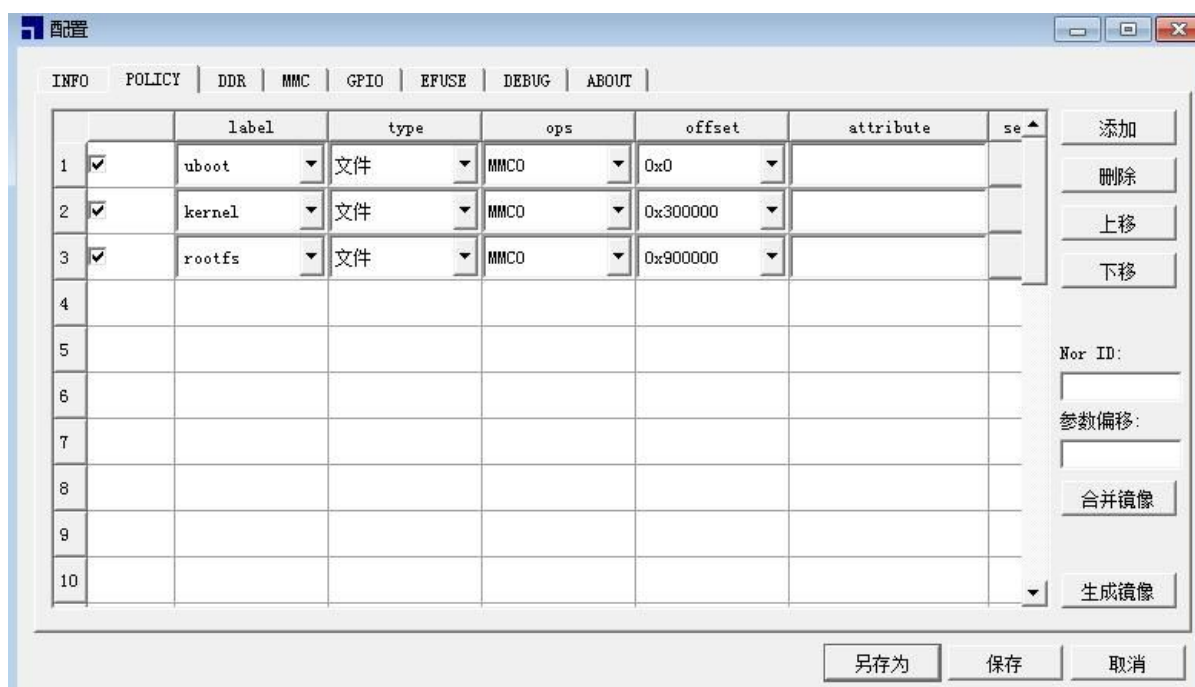 配置
INFO POLICY DDR MMC GPIO EFUSE DEBUG ABOUT
label type ops offset attribute se
1 uboot 文件 MMC0 0x0
2 kernel 文件 MMC0 0x300000
3 rootfs 文件 MMC0 0x900000
4
5
6
7
8
9
10
添加
删除
上移
下移
Nor ID:
参数偏移:
合并镜像
生成镜像
另存为 保存 取消